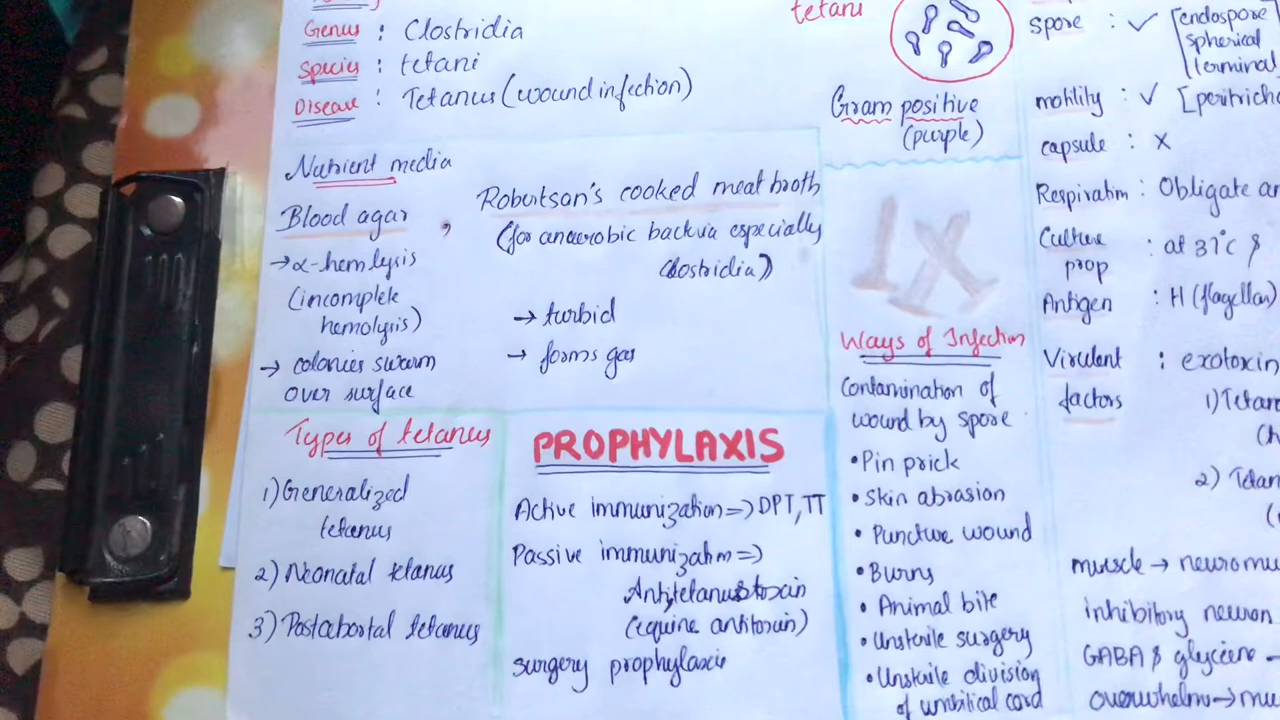 Genus : Clostridia
Species : tetani
Disease : Tetanus (wound infection)
Nutrient media
Blood agar ,
→ α-hemlysis
(incomplete
hemolysis)
→ colonies swarm
over surface
Robertson's cooked meat broth
(for anaerobic backria especially
Clostridia))
→ turbid
→ forms gas
Types of tetanus
1) Generalized
tetanus
2) Neonatal tetanus
3) Postabortal tetanus
PROPHYLAXIS
Active immunization => DPT, TT
Passive immunization =>
Antitetanus toxin
(equine antitoxin)
surgery prophylaxis
tetani
Gram positive
(purple)
IX
Ways of Infection
Contamination of
wound by spore
• Pin prick
• Skin abrasion
• Puncture wound
• Burns
• Animal bite
• Unsterile surgery
• Unsterile division
of umbilical cord
spore : ✓ [endospore
spherical
terminal
motility : ✓ [peritricho
capsule : x
Respiration : Obligate an
Culture prop : at 37°c &
Antigen : H (flagellar)
Virulent factors : exotoxin
1) Tetan
(h
2) Tetan
(
muscle → neuromu
inhibitory neuron
GABA & glycine →
overwhelm → mu